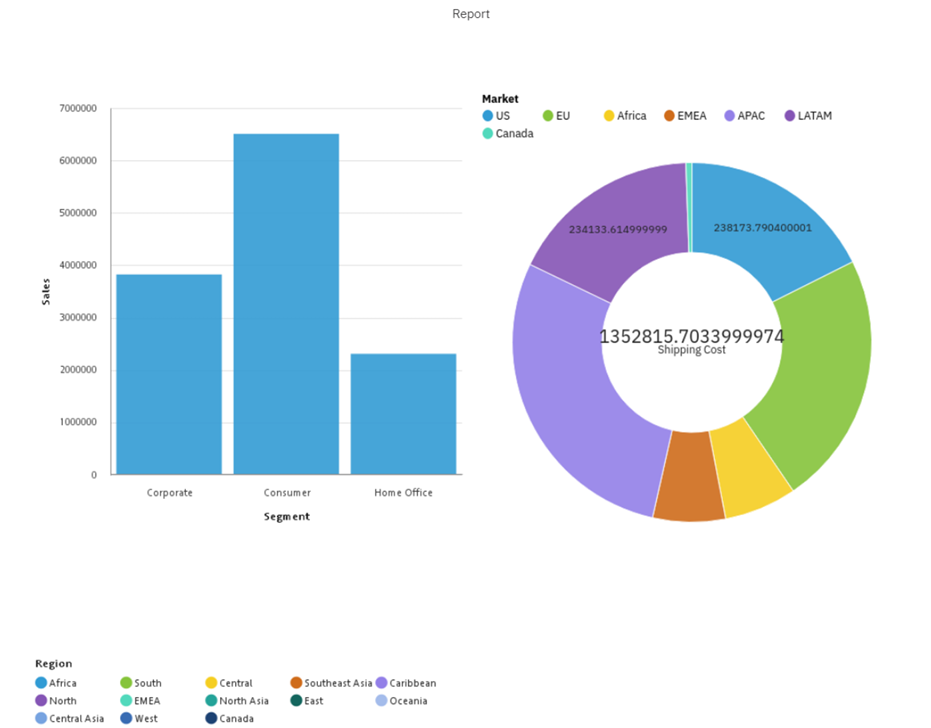 Report
7000000
6000000
5000000
4000000
3000000
2000000
1000000
0
Sales
Corporate Consumer Home Office
Segment
Market
US EU Africa EMEA APAC LATAM
Canada
234133.614999999 238173.790400001
1352815.7033999974
Shipping Cost
Region
Africa South Central Southeast Asia Caribbean
North EMEA North Asia East Oceania
Central Asia West Canada